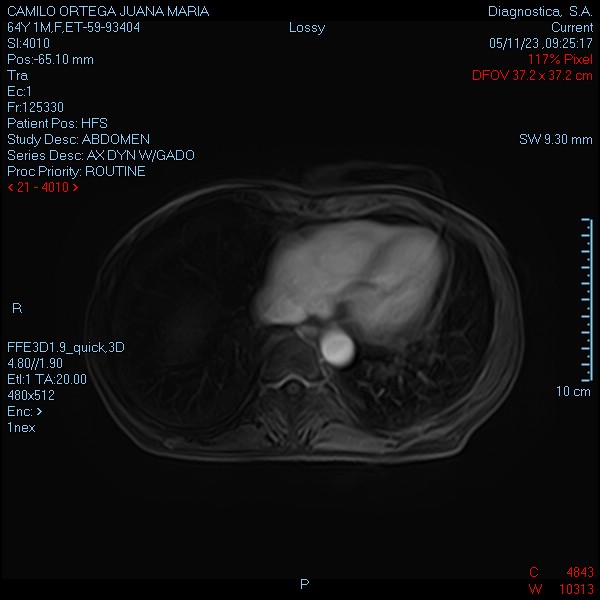 CAMILO ORTEGA JUANA MARIA
64Y 1M,F,ET-59-93404
SI:4010
Pos:-65.10 mm
Tra
Ec:1
Fr:125330
Patient Pos: HFS
Study Desc: ABDOMEN
Series Desc: AX DYN W/GADO
Proc Priority: ROUTINE
< 21 - 4010 >
Lossy
Diagnostica, S.A.
Current
05/11/23 ,09:25:17
117% Pixel
DFOV 37.2 x 37.2 cm
SW 9.30 mm
R
FFE3D1.9_quick,3D
4.80//1.90
Etl:1 TA:20.00
480x512
Enc: >
1nex
10 cm
P
C 4843
W 10313